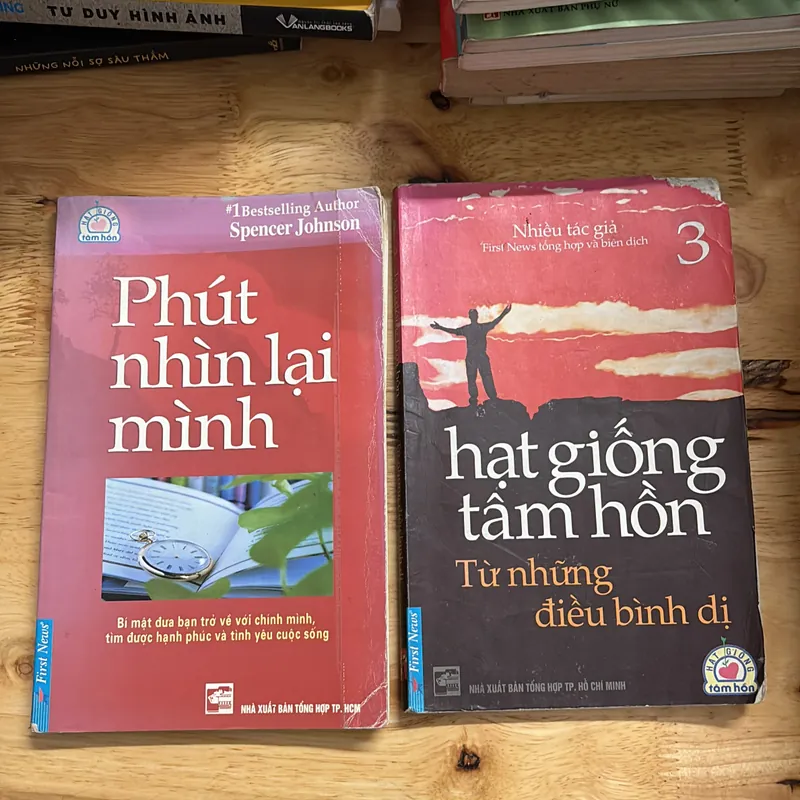 TƯ DUY HÌNH ẢNH
VANLANGBOOKS
NHỮNG NỖI SỢ SÂU THẲM
NHÀ XUẤT BẢN PHỤ NỮ
HẠT GIỐNG
tâm hồn
#1 Bestselling Author
Spencer Johnson
Phút
nhìn lại
mình
Bí mật đưa bạn trở về với chính mình,
tìm được hạnh phúc và tình yêu cuộc sống
First News
NHÀ XUẤT BẢN TỔNG HỢP TP. HCM
Nhiều tác giả
First News tổng hợp và biên dịch
3
hạt giống
tâm hồn
Từ những
điều bình dị
First News
NHÀ XUẤT BẢN TỔNG HỢP TP. HỒ CHÍ MINH
HẠT GIỐNG
tâm hồn